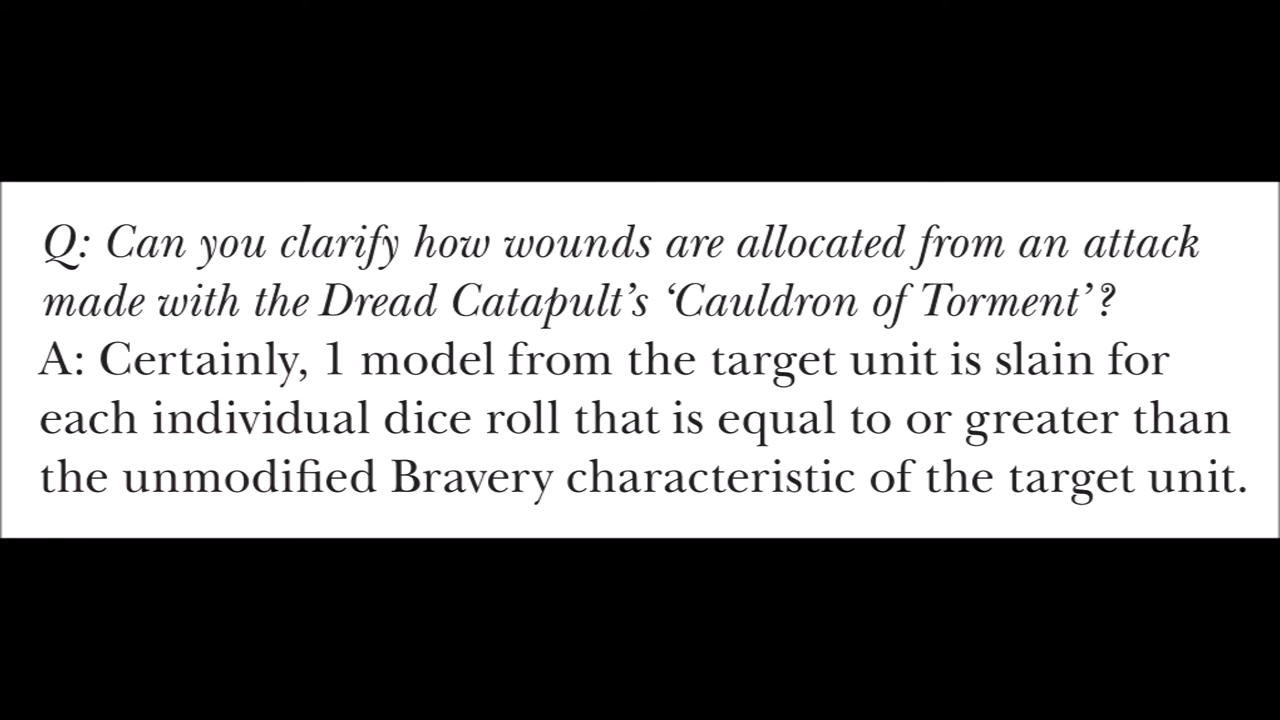 Q: Can you clarify how wounds are allocated from an attack
made with the Dread Catapult’s ‘Cauldron of Torment’?
A: Certainly, 1 model from the target unit is slain for
each individual dice roll that is equal to or greater than
the unmodified Bravery characteristic of the target unit.